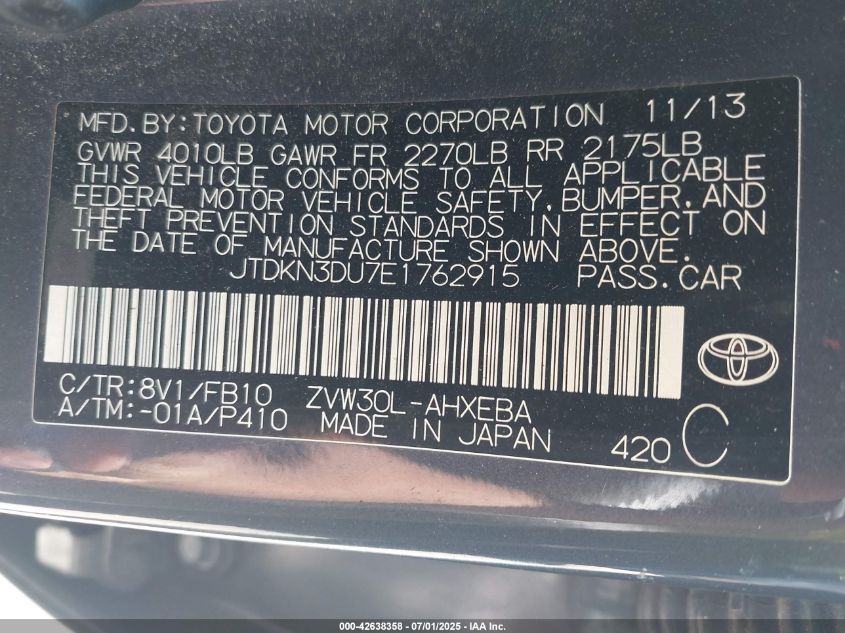 MFD.BY:TOYOTA MOTOR CORPORATION 11/13
GVWR 4010LB GAWR FR 2270LB RR 2175LB
THIS VEHICLE CONFORMS TO ALL APPLICABLE
FEDERAL MOTOR VEHICLE SAFETY,BUMPER,AND
THEFT PREVENTION STANDARDS IN EFFECT ON
THE DATE OF MANUFACTURE SHOWN ABOVE.
JTDKN3DU7E1762915 PASS.CAR
C/TR:8V1/FB10 ZVW30L-AHXEBA
A/TM:-01A/P410 MADE IN JAPAN 420 C
000-42638358 - 07/01/2025 - IAA Inc.